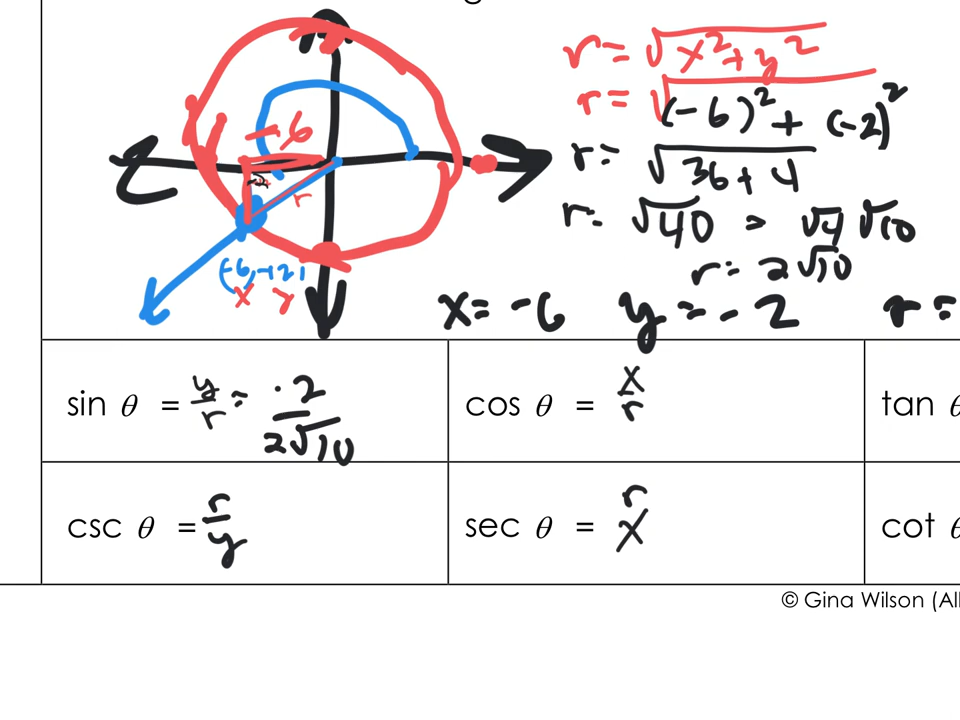 r = √x² + y²
r = √(-6)² + (-2)²
r = √36 + 4
r = √40 = √4 √10
r = 2√10
-6
r
(-6, -2)
x y
x = -6 y = -2 r =
sin θ = y/r = -2/2√10 cos θ = x/r tan θ
csc θ = r/y sec θ = r/x cot θ
© Gina Wilson (All